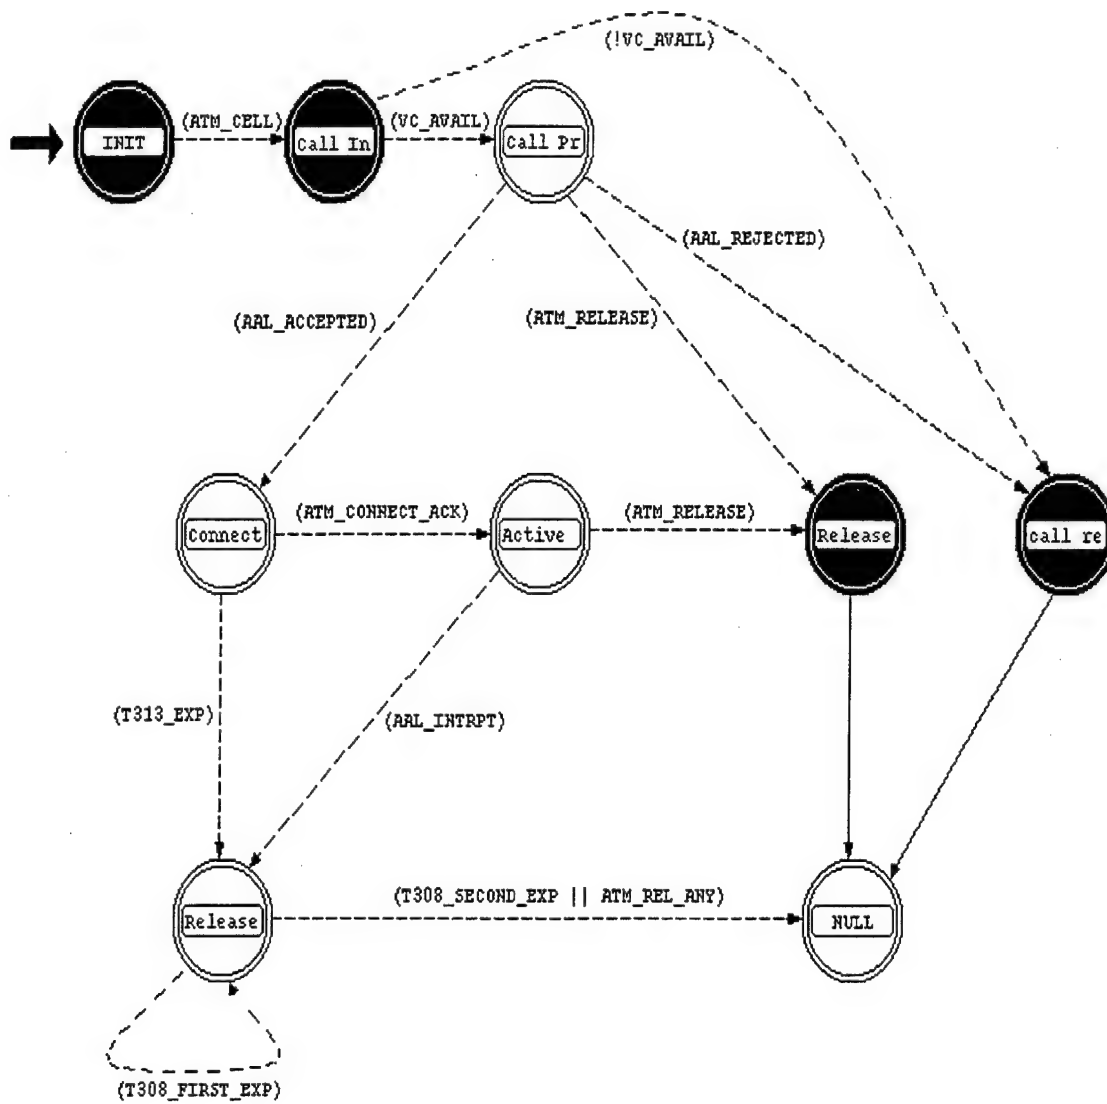 (!VC_AVAIL)
(ATM_CELL)
(VC_AVAIL)
INIT
Call In
Call Pr
(AAL_REJECTED)
(AAL_ACCEPTED)
(ATM_RELEASE)
(ATM_CONNECT_ACK)
(ATM_RELEASE)
Connect
Active
Release
call re
(T313_EXP)
(AAL_INTRPT)
(T308_SECOND_EXP || ATM_REL_ANY)
Release
NULL
(T308_FIRST_EXP)